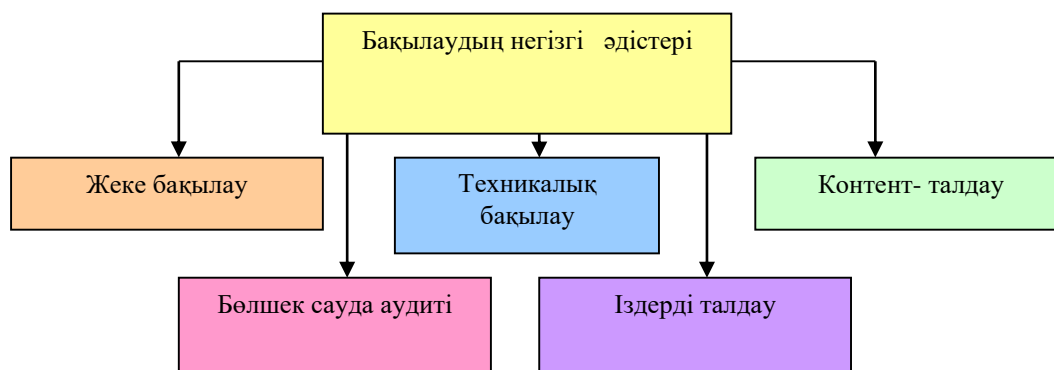 Бақылаудың негізгі әдістері
Жеке бақылау
Техникалық
бақылау
Контент- талдау
Бөлшек сауда аудиті
Іздерді талдау